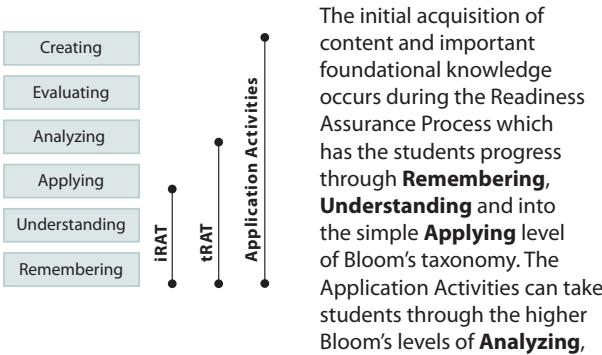 Creating
Evaluating
Analyzing
Applying
Understanding
Remembering
iRAT
tRAT
Application Activities
The initial acquisition of
content and important
foundational knowledge
occurs during the Readiness
Assurance Process which
has the students progress
through Remembering,
Understanding and into
the simple Applying level
of Bloom’s taxonomy. The
Application Activities can take
students through the higher
Bloom’s levels of Analyzing,